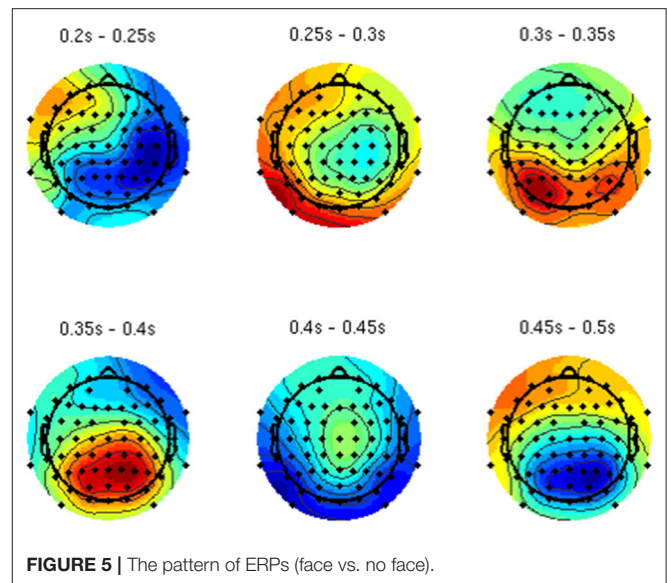 0.2s - 0.25s 0.25s - 0.3s 0.3s - 0.35s
0.35s - 0.4s 0.4s - 0.45s 0.45s - 0.5s
FIGURE 5 | The pattern of ERPs (face vs. no face).